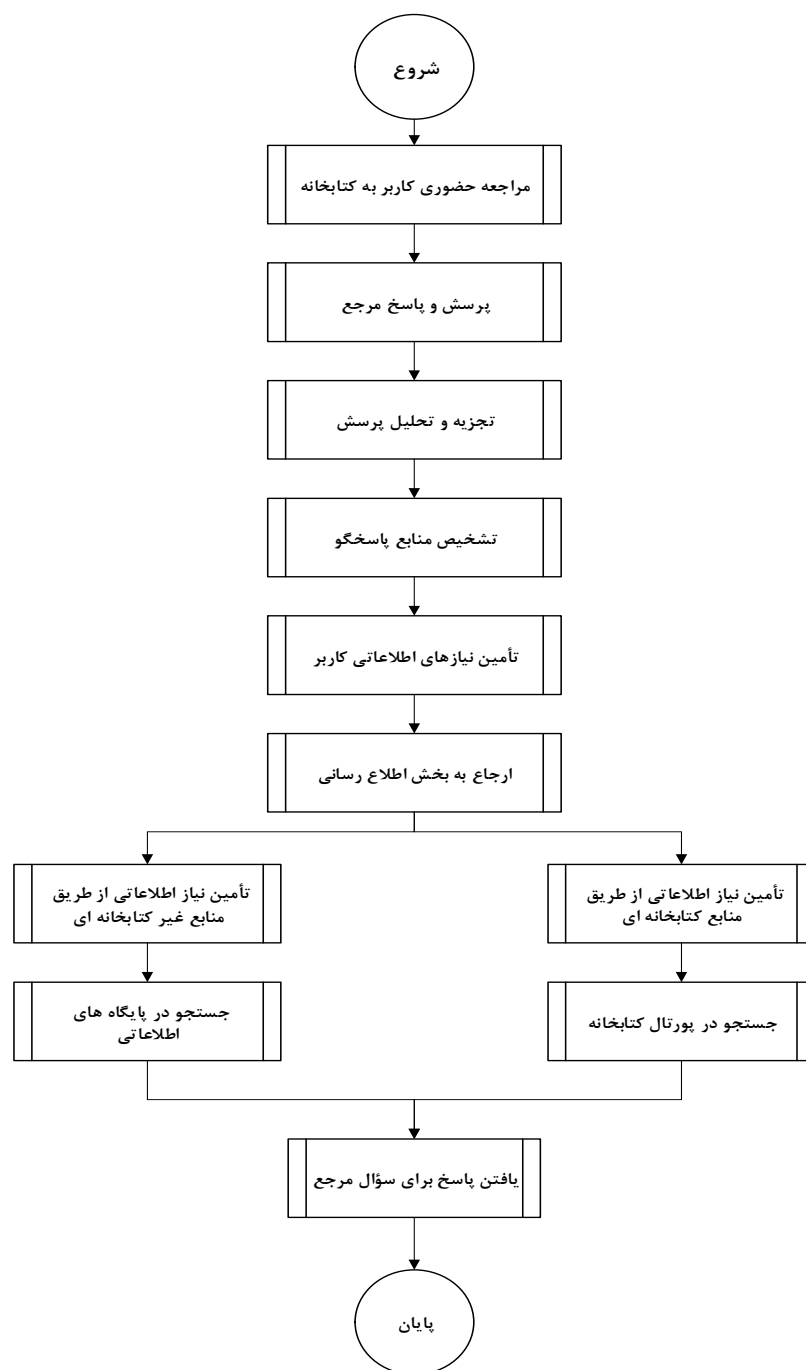 شروع
مراجعه حضوری کاربر به کتابخانه
پرسش و پاسخ مرجع
تجزیه و تحلیل پرسش
تشخیص منابع پاسخگو
تأمین نیازهای اطلاعاتی کاربر
ارجاع به بخش اطلاع رسانی
تأمین نیاز اطلاعاتی از طریق
منابع کتابخانه ای
تأمین نیاز اطلاعاتی از طریق
منابع غیر کتابخانه ای
جستجو در پورتال کتابخانه
جستجو در پایگاه های
اطلاعاتی
یافتن پاسخ برای سؤال مرجع
پایان